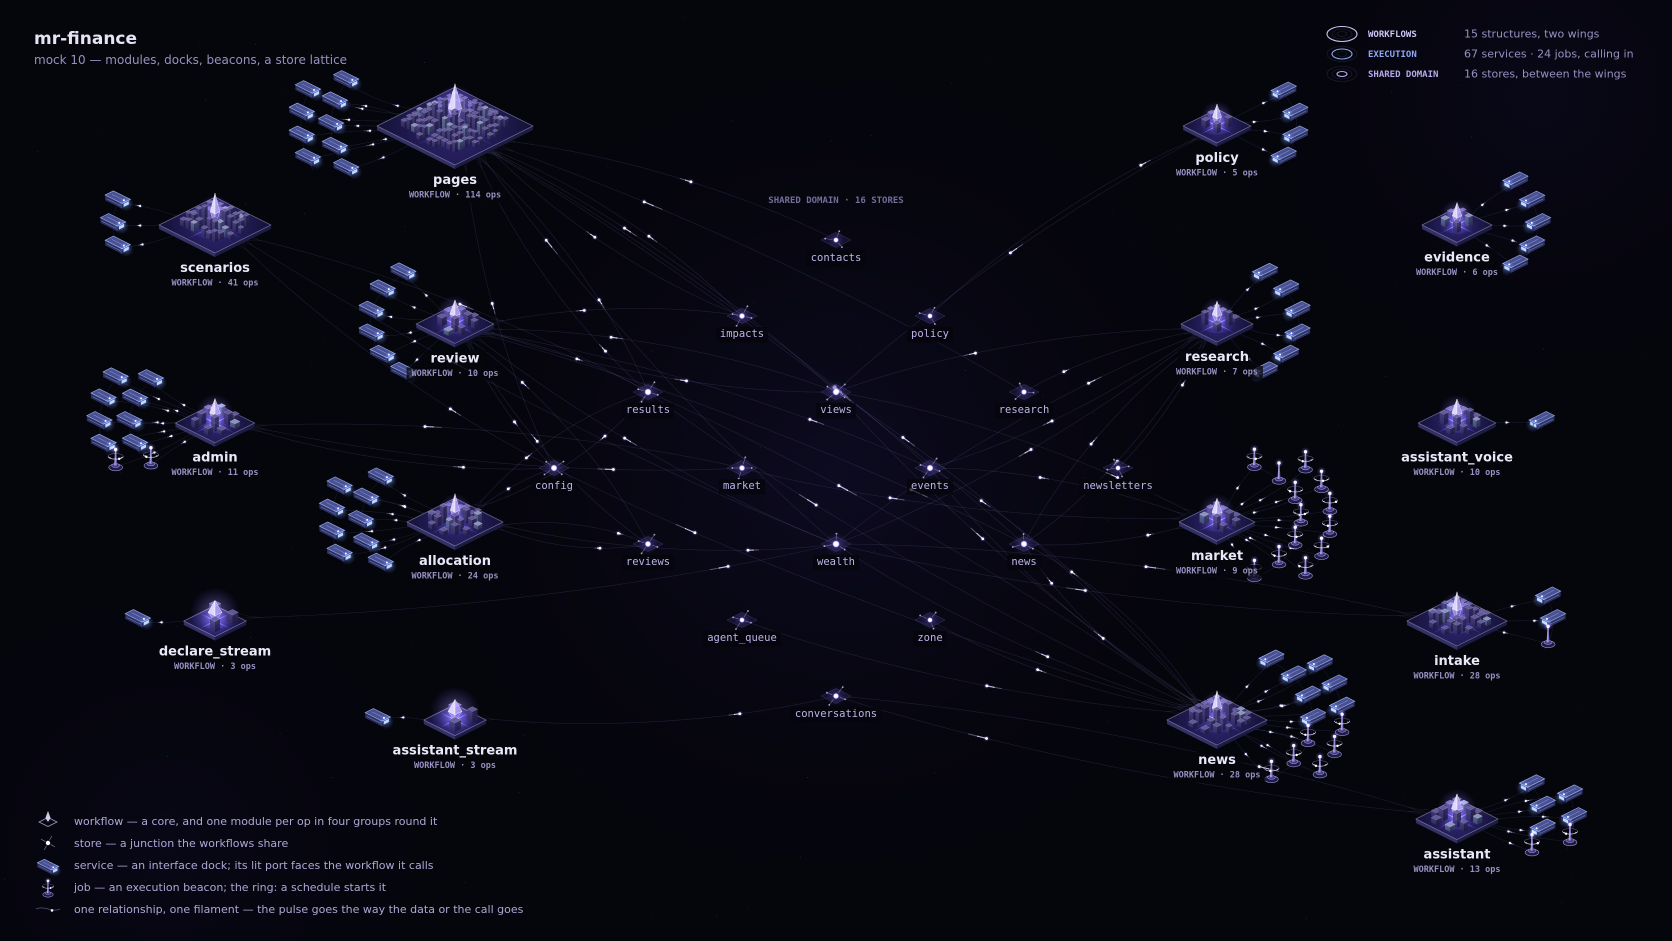 mr-finance
mock 10 — modules, docks, beacons, a store lattice
WORKFLOWS 15 structures, two wings
EXECUTION 67 services · 24 jobs, calling in
SHARED DOMAIN 16 stores, between the wings
pages
WORKFLOW · 114 ops
policy
WORKFLOW · 5 ops
SHARED DOMAIN · 16 STORES
scenarios
WORKFLOW · 41 ops
contacts
evidence
WORKFLOW · 6 ops
impacts
policy
review
WORKFLOW · 10 ops
research
WORKFLOW · 7 ops
results
views
research
admin
WORKFLOW · 11 ops
assistant_voice
WORKFLOW · 10 ops
config
market
events
newsletters
allocation
WORKFLOW · 24 ops
reviews
wealth
news
market
WORKFLOW · 9 ops
declare_stream
WORKFLOW · 3 ops
agent_queue
zone
intake
WORKFLOW · 28 ops
conversations
assistant_stream
WORKFLOW · 3 ops
news
WORKFLOW · 28 ops
assistant
WORKFLOW · 13 ops
workflow — a core, and one module per op in four groups round it
store — a junction the workflows share
service — an interface dock; its lit port faces the workflow it calls
job — an execution beacon; the ring: a schedule starts it
one relationship, one filament — the pulse goes the way the data or the call goes